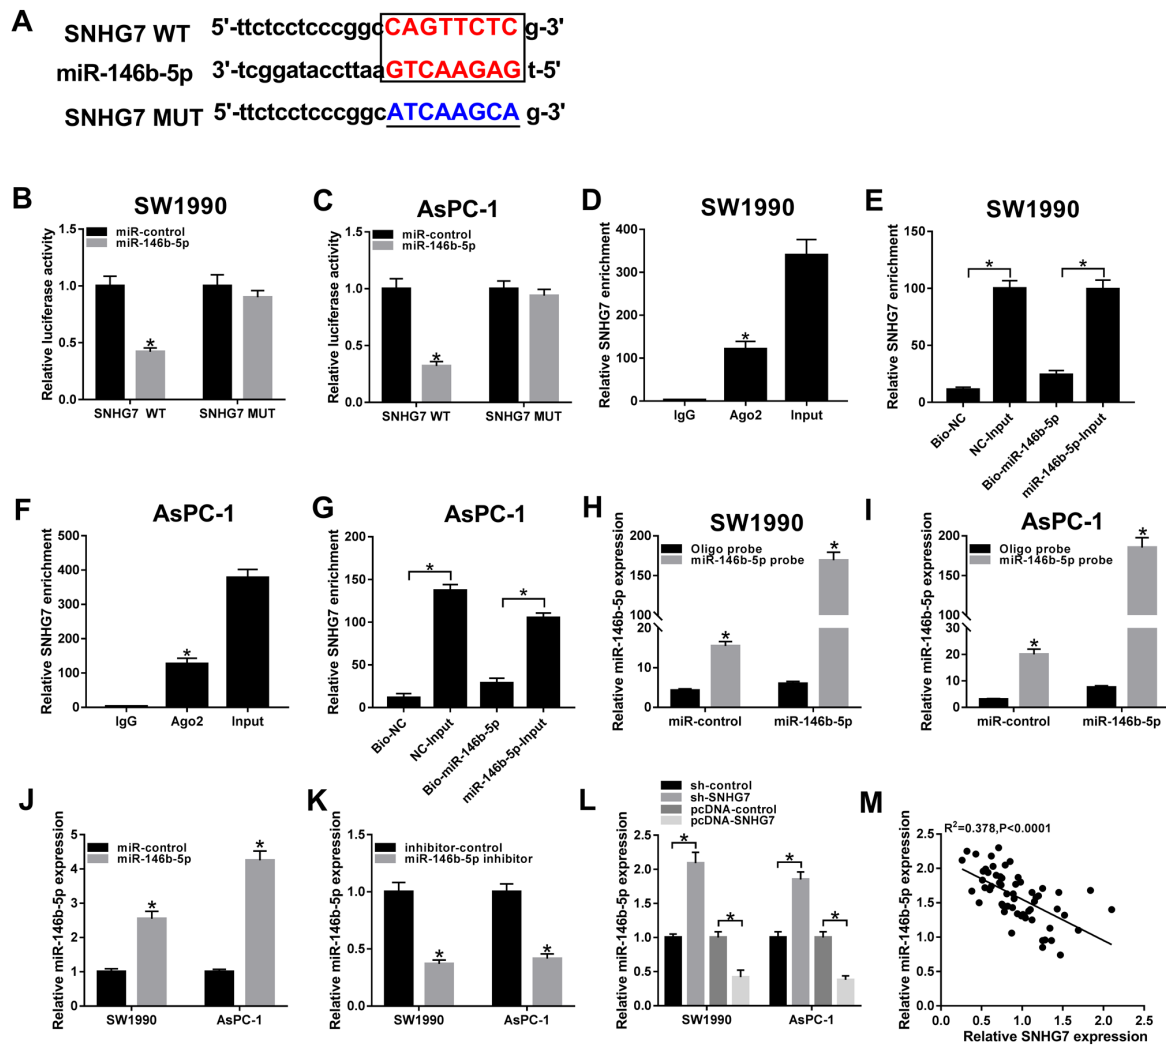 A
SNHG7 WT 5'-ttctcctcccggcCAGTTCTCg-3'
miR-146b-5p 3'-tcggataccttaaGTCAAGAGt-5'
SNHG7 MUT 5'-ttctcctcccggcATCAAGCAg-3'
B
SW1990
Relative luciferase activity
miR-control
miR-146b-5p
1.5
1.0
0.5
0.0
*
SNHG7 WT SNHG7 MUT
C
AsPC-1
Relative luciferase activity
miR-control
miR-146b-5p
1.5
1.0
0.5
0.0
*
SNHG7 WT SNHG7 MUT
D
SW1990
Relative SNHG7 enrichment
400
300
200
100
0
*
IgG Ago2 Input
E
SW1990
Relative SNHG7 enrichment
150
100
50
0
* *
Bio-NC
NC-Input
Bio-miR-146b-5p
miR-146b-5p-Input
F
AsPC-1
Relative SNHG7 enrichment
500
400
300
200
100
0
*
IgG Ago2 Input
G
AsPC-1
Relative SNHG7 enrichment
200
150
100
50
0
* *
Bio-NC
NC-Input
Bio-miR-146b-5p
miR-146b-5p-Input
H
SW1990
Relative miR-146b-5p expression
Oligo probe
miR-146b-5p probe
200
150
100
30
20
10
0
* *
miR-control miR-146b-5p
I
AsPC-1
Relative miR-146b-5p expression
Oligo probe
miR-146b-5p probe
200
150
100
30
20
10
0
* *
miR-control miR-146b-5p
J
Relative miR-146b-5p expression
miR-control
miR-146b-5p
5
4
3
2
1
0
* *
SW1990 AsPC-1
K
Relative miR-146b-5p expression
inhibitor-control
miR-146b-5p inhibitor
1.5
1.0
0.5
0.0
* *
SW1990 AsPC-1
L
Relative miR-146b-5p expression
sh-control
sh-SNHG7
pcDNA-control
pcDNA-SNHG7
2.5
2.0
1.5
1.0
0.5
0.0
* * * *
SW1990 AsPC-1
M
Relative miR-146b-5p expression
R²=0.378,P<0.0001
2.5
2.0
1.5
1.0
0.5
0.0
0.0 0.5 1.0 1.5 2.0 2.5
Relative SNHG7 expression